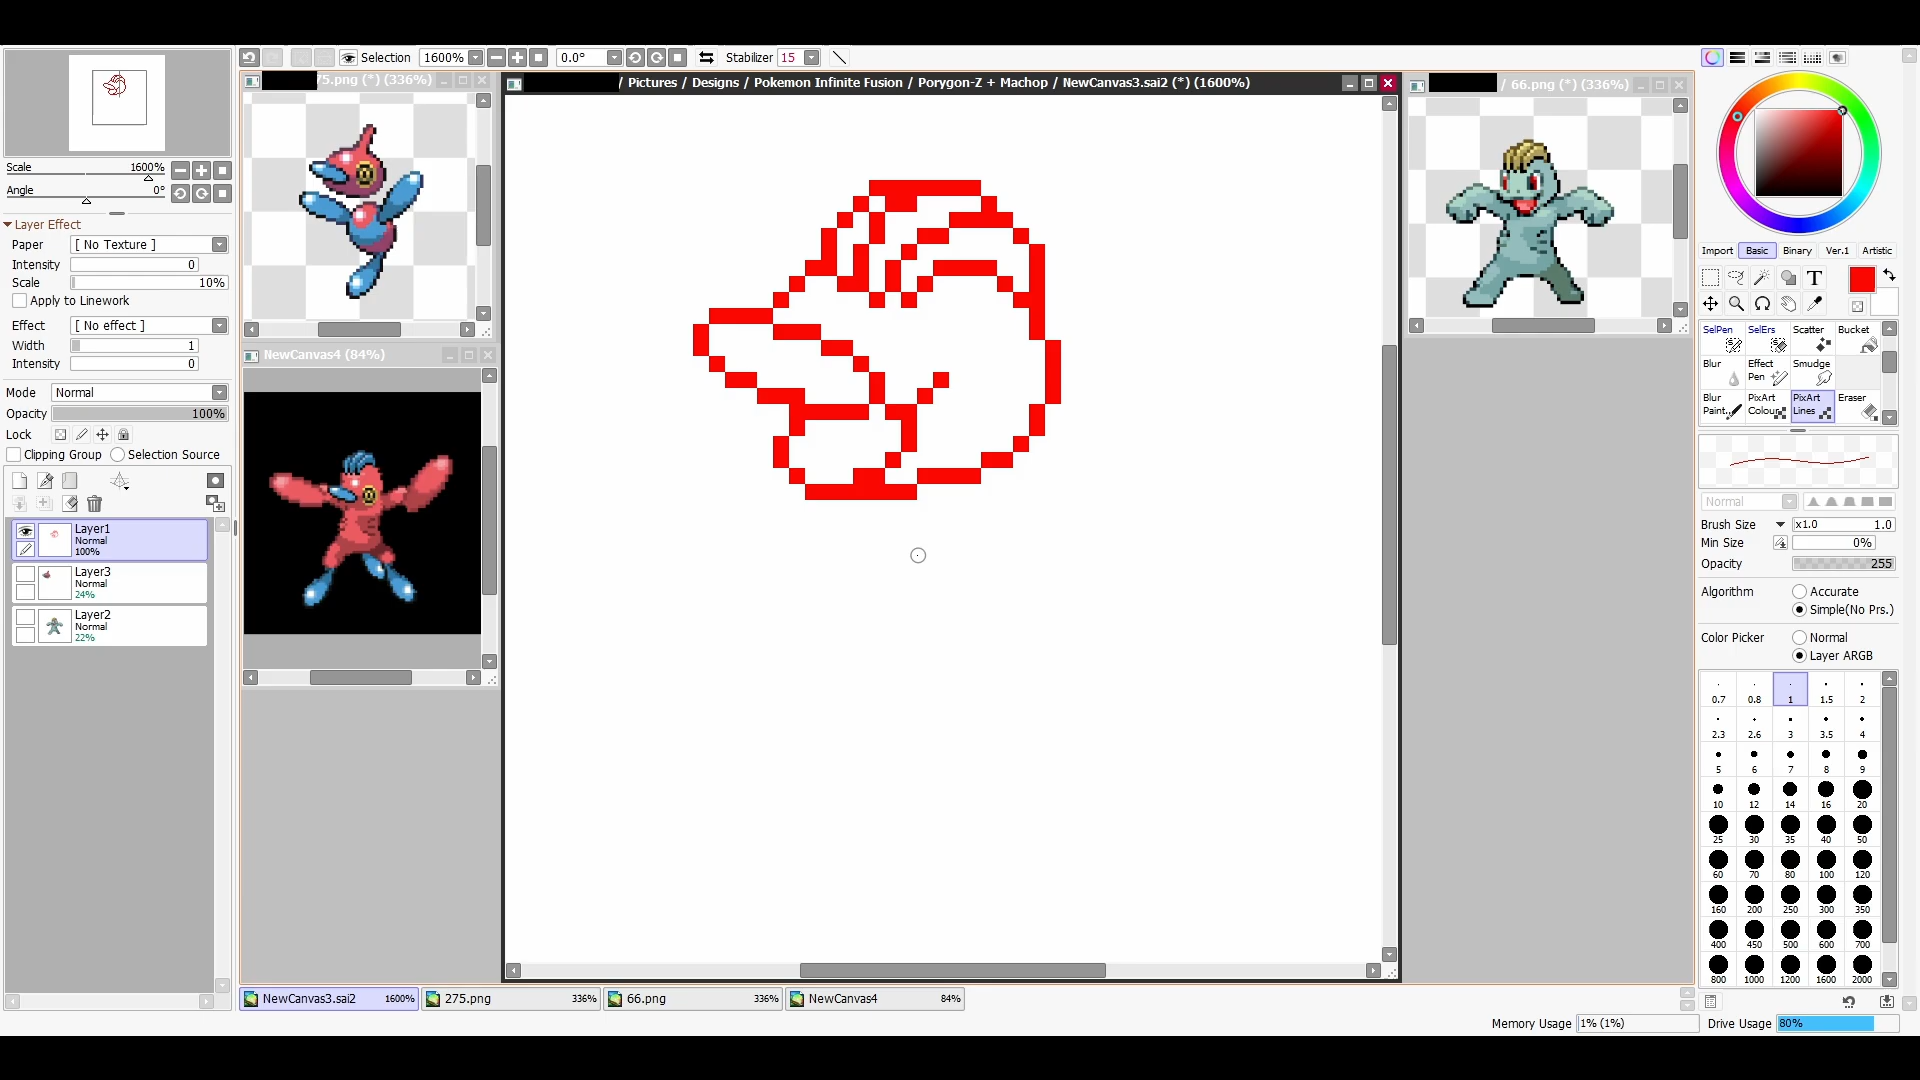 Selection 1600% 0.0° Stabilizer 15
75.png (*) (336%)
/ Pictures / Designs / Pokemon Infinite Fusion / Porygon-Z + Machop / NewCanvas3.sai2 (*) (1600%)
/ 66.png (*) (336%)
Scale 1600%
Angle 0°
Layer Effect
Paper [ No Texture ]
Intensity 0
Scale 10%
Apply to Linework
Effect [ No effect ]
Width 1
Intensity 0
Mode Normal
Opacity 100%
Lock
Clipping Group Selection Source
Layer1
Normal
100%
Layer3
Normal
24%
Layer2
Normal
22%
NewCanvas4 (84%)
Import Basic Binary Ver.1 Artistic
T
SelPen SelErs Scatter Bucket
Blur Effect Pen Smudge
Blur Paint.. PixArt Colour PixArt Lines Eraser
Normal
Brush Size x1.0 1.0
Min Size 0%
Opacity 255
Algorithm Accurate
Simple(No Prs.)
Color Picker Normal
Layer ARGB
0.7 0.8 1 1.5 2
2.3 2.6 3 3.5 4
5 6 7 8 9
10 12 14 16 20
25 30 35 40 50
60 70 80 100 120
160 200 250 300 350
400 450 500 600 700
800 1000 1200 1600 2000
NewCanvas3.sai2 1600% 275.png 336% 66.png 336% NewCanvas4 84%
Memory Usage 1% (1%) Drive Usage 80%